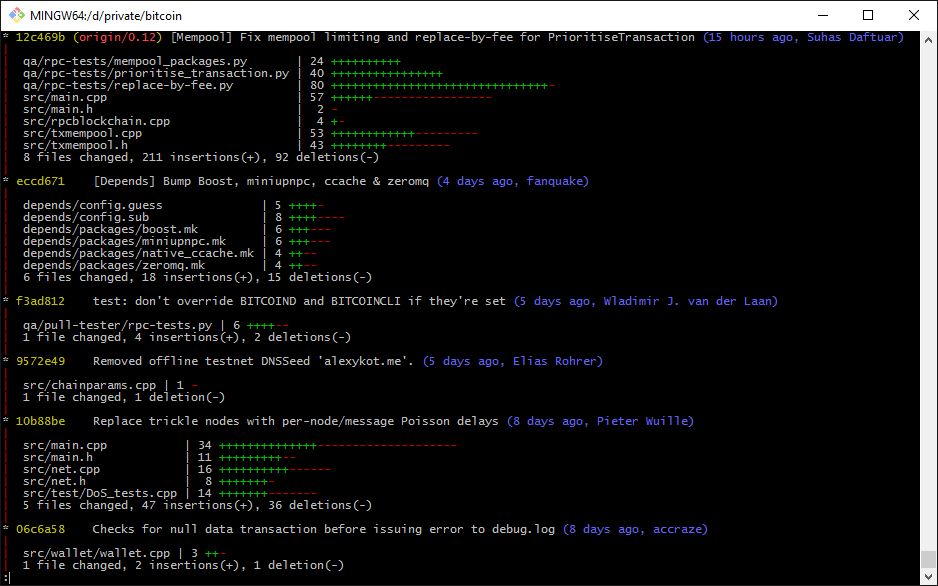 MINGW64:/d/private/bitcoin
* 12c469b (origin/0.12) [Mempool] Fix mempool limiting and replace-by-fee for PrioritiseTransaction (15 hours ago, Suhas Daftuar)
|
| qa/rpc-tests/mempool_packages.py | 24 ++++++++++
| qa/rpc-tests/prioritise_transaction.py | 40 ++++++++++++++++
| qa/rpc-tests/replace-by-fee.py | 80 +++++++++++++++++++++++++++++++-
| src/main.cpp | 57 ++++++-----------------
| src/main.h | 2 -
| src/rpcblockchain.cpp | 4 +-
| src/txmempool.cpp | 53 ++++++++++++---------
| src/txmempool.h | 43 ++++++++---------
| 8 files changed, 211 insertions(+), 92 deletions(-)
|
* eccd671 [Depends] Bump Boost, miniupnpc, ccache & zeromq (4 days ago, fanquake)
|
| depends/config.guess | 5 ++++-
| depends/config.sub | 8 ++++----
| depends/packages/boost.mk | 6 +++---
| depends/packages/miniupnpc.mk | 6 +++---
| depends/packages/native_ccache.mk | 4 ++--
| depends/packages/zeromq.mk | 4 ++--
| 6 files changed, 18 insertions(+), 15 deletions(-)
|
* f3ad812 test: don't override BITCOIND and BITCOINCLI if they're set (5 days ago, Wladimir J. van der Laan)
|
| qa/pull-tester/rpc-tests.py | 6 ++++--
| 1 file changed, 4 insertions(+), 2 deletions(-)
|
* 9572e49 Removed offline testnet DNSSeed 'alexykot.me'. (5 days ago, Elias Rohrer)
|
| src/chainparams.cpp | 1 -
| 1 file changed, 1 deletion(-)
|
* 10b88be Replace trickle nodes with per-node/message Poisson delays (8 days ago, Pieter Wuille)
|
| src/main.cpp | 34 ++++++++++++++--------------------
| src/main.h | 11 +++++++++--
| src/net.cpp | 16 ++++++++++------
| src/net.h | 8 +++++++-
| src/test/DoS_tests.cpp | 14 +++++++-------
| 5 files changed, 47 insertions(+), 36 deletions(-)
|
* 06c6a58 Checks for null data transaction before issuing error to debug.log (8 days ago, accraze)
|
| src/wallet/wallet.cpp | 3 ++-
| 1 file changed, 2 insertions(+), 1 deletion(-)
: